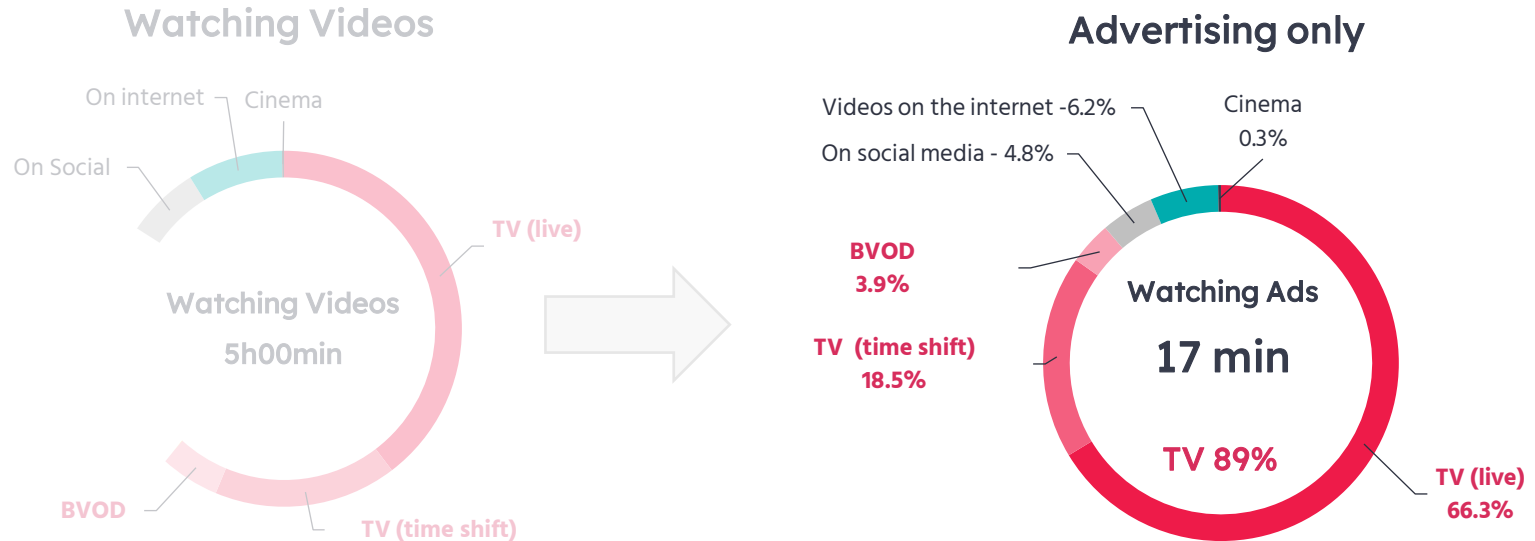 Watching Videos
On internet
Cinema
On Social
TV (live)
Watching Videos
5h00min
BVOD
TV (time shift)
Advertising only
Videos on the internet -6.2%
Cinema
0.3%
On social media - 4.8%
BVOD
3.9%
Watching Ads
17 min
TV (time shift)
18.5%
TV 89%
TV (live)
66.3%